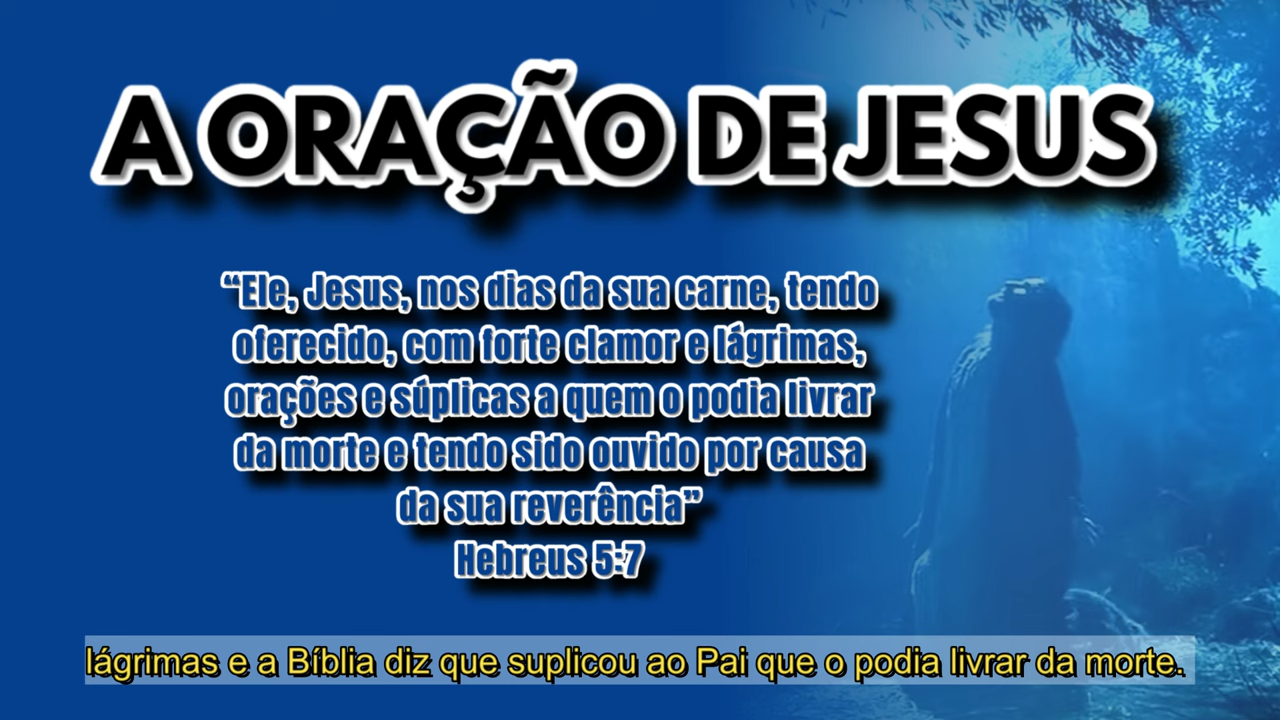 A ORAÇÃO DE JESUS
“Ele, Jesus, nos dias da sua carne, tendo
oferecido, com forte clamor e lágrimas,
orações e súplicas a quem o podia livrar
da morte e tendo sido ouvido por causa
da sua reverência”
Hebreus 5:7
lágrimas e a Bíblia diz que suplicou ao Pai que o podia livrar da morte.